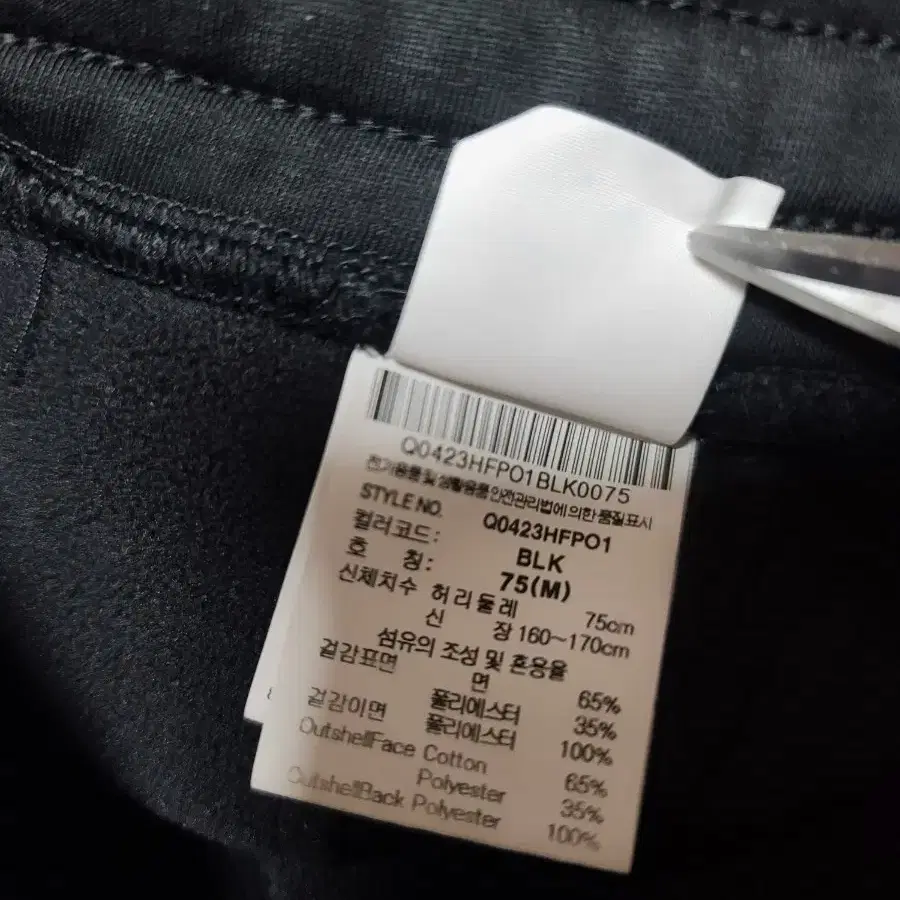 Q0423HFPO1BLK0075
전기용품 및 생활용품 안전관리법에 의한 품질표시
STYLE NO. Q0423HFPO1
컬러코드: BLK
호 칭: 75(M)
신체치수 허리둘레 75cm
신 장 160~170cm
섬유의 조성 및 혼용율
겉감표면 면 65%
폴리에스터 35%
겉감이면 폴리에스터 100%
OutshellFace Cotton 65%
Polyester 35%
OutshellBack Polyester 100%